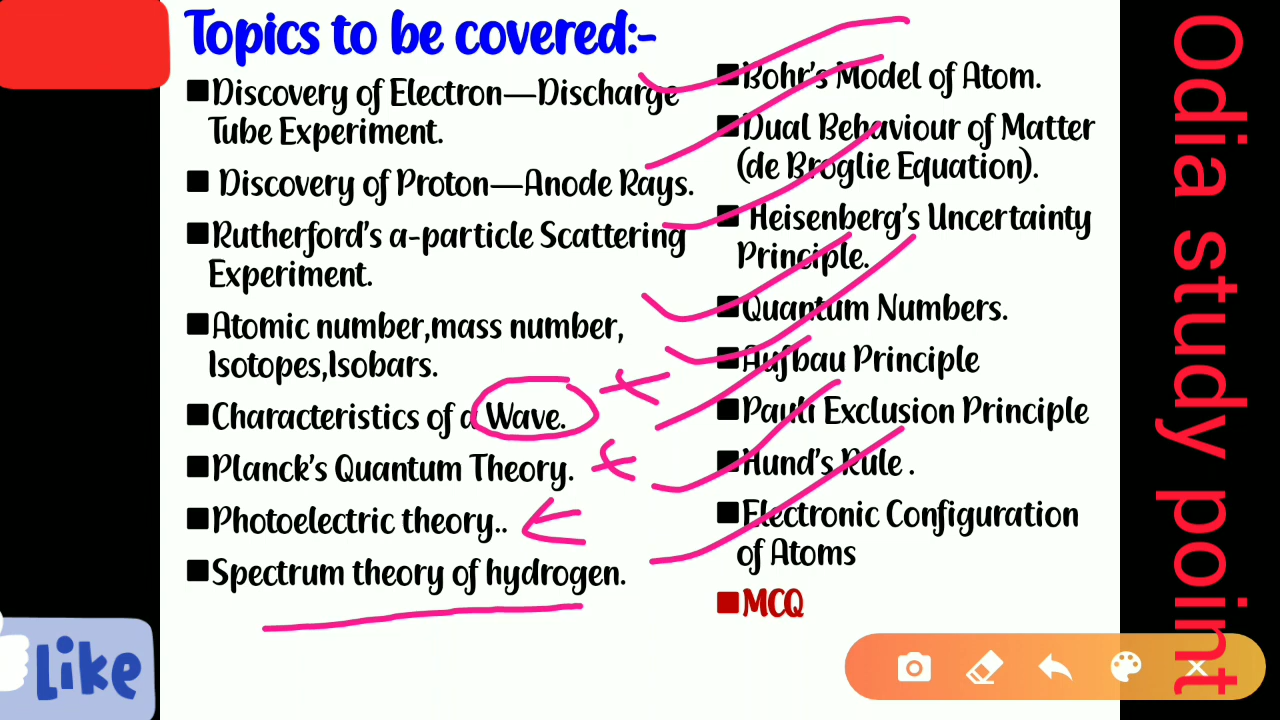 Topics to be covered:-
■Discovery of Electron—Discharge
Tube Experiment.
■ Discovery of Proton—Anode Rays.
■Rutherford's a-particle Scattering
Experiment.
■Atomic number,mass number,
Isotopes,Isobars.
■Characteristics of a Wave.
■Planck's Quantum Theory.
■Photoelectric theory..
■Spectrum theory of hydrogen.
■Bohr's Model of Atom.
■Dual Behaviour of Matter
(de Broglie Equation).
■ Heisenberg's Uncertainty
Principle.
■Quantum Numbers.
■Aufbau Principle
■Pauli Exclusion Principle
■Hund's Rule .
■Electronic Configuration
of Atoms
■MCQ
Odia study point
Like